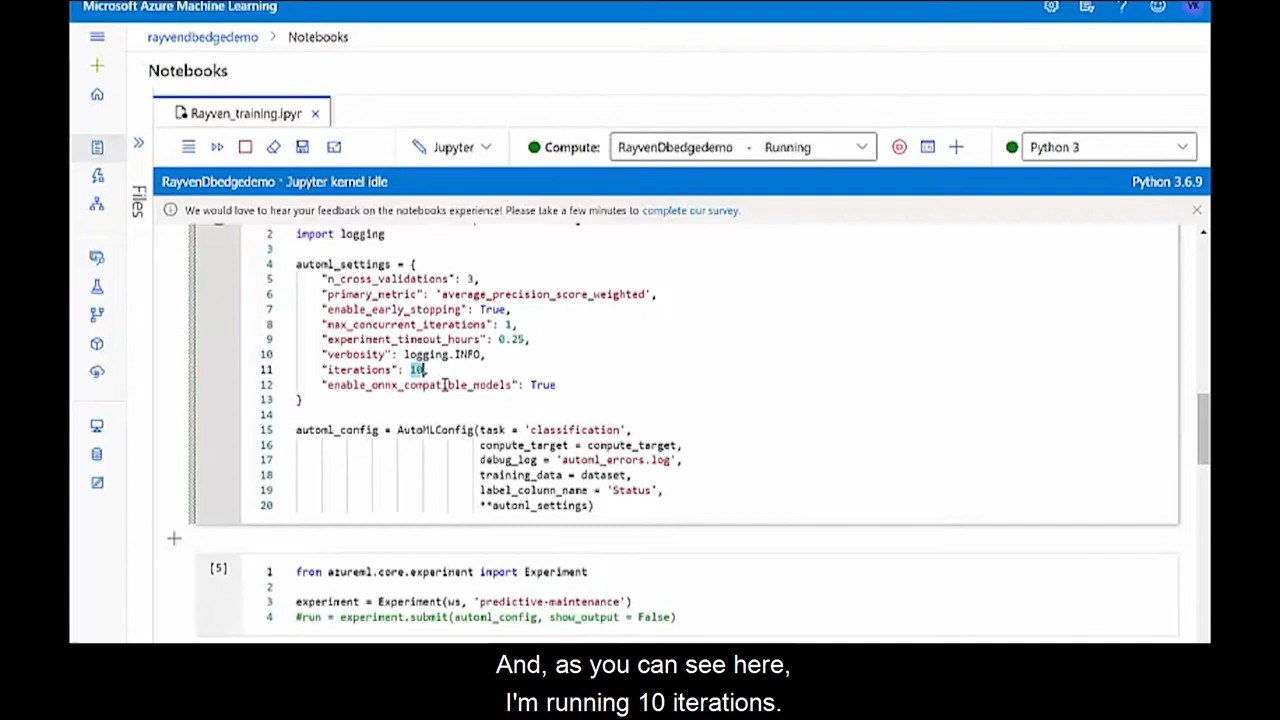 Microsoft Azure Machine Learning
VK
rayvendbedgedemo > Notebooks
Notebooks
Rayven_training.ipyr
Jupyter
Compute: RayvenDbedgedemo - Running
Python 3
RayvenDbedgedemo · Jupyter kernel idle
Python 3.6.9
Files
We would love to hear your feedback on the notebooks experience! Please take a few minutes to complete our survey.
2 import logging
3
4 automl_settings = {
5 "n_cross_validations": 3,
6 "primary_metric": 'average_precision_score_weighted',
7 "enable_early_stopping": True,
8 "max_concurrent_iterations": 1,
9 "experiment_timeout_hours": 0.25,
10 "verbosity": logging.INFO,
11 "iterations": 10,
12 "enable_onnx_compatible_models": True
13 }
14
15 automl_config = AutoMLConfig(task = 'classification',
16 compute_target = compute_target,
17 debug_log = 'automl_errors.log',
18 training_data = dataset,
19 label_column_name = 'Status',
20 **automl_settings)
[5]
1 from azureml.core.experiment import Experiment
2
3 experiment = Experiment(ws, 'predictive-maintenance')
4 #run = experiment.submit(automl_config, show_output = False)
And, as you can see here,
I'm running 10 iterations.